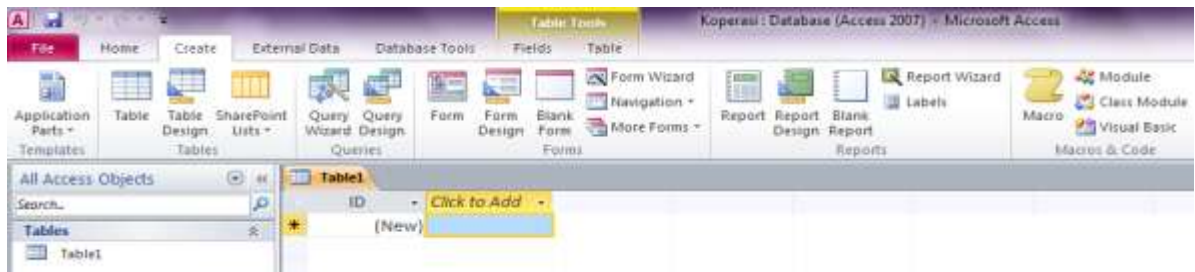 Table Tools
Koperasi : Database (Access 2007) - Microsoft Access
File Home Create External Data Database Tools Fields Table
Application Parts
Table
Table Design
SharePoint Lists
Query Wizard
Query Design
Form
Form Design
Blank Form
Form Wizard
Navigation
More Forms
Report
Report Design
Blank Report
Report Wizard
Labels
Macro
Module
Class Module
Visual Basic
Templates Tables Queries Forms Reports Macros & Code
All Access Objects
Search..
Tables
Table1
Table1
ID Click to Add
(New)